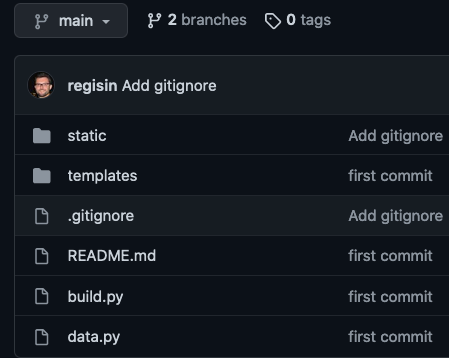 main 2 branches 0 tags
regisin Add gitignore
static Add gitignore
templates first commit
.gitignore Add gitignore
README.md first commit
build.py first commit
data.py first commit